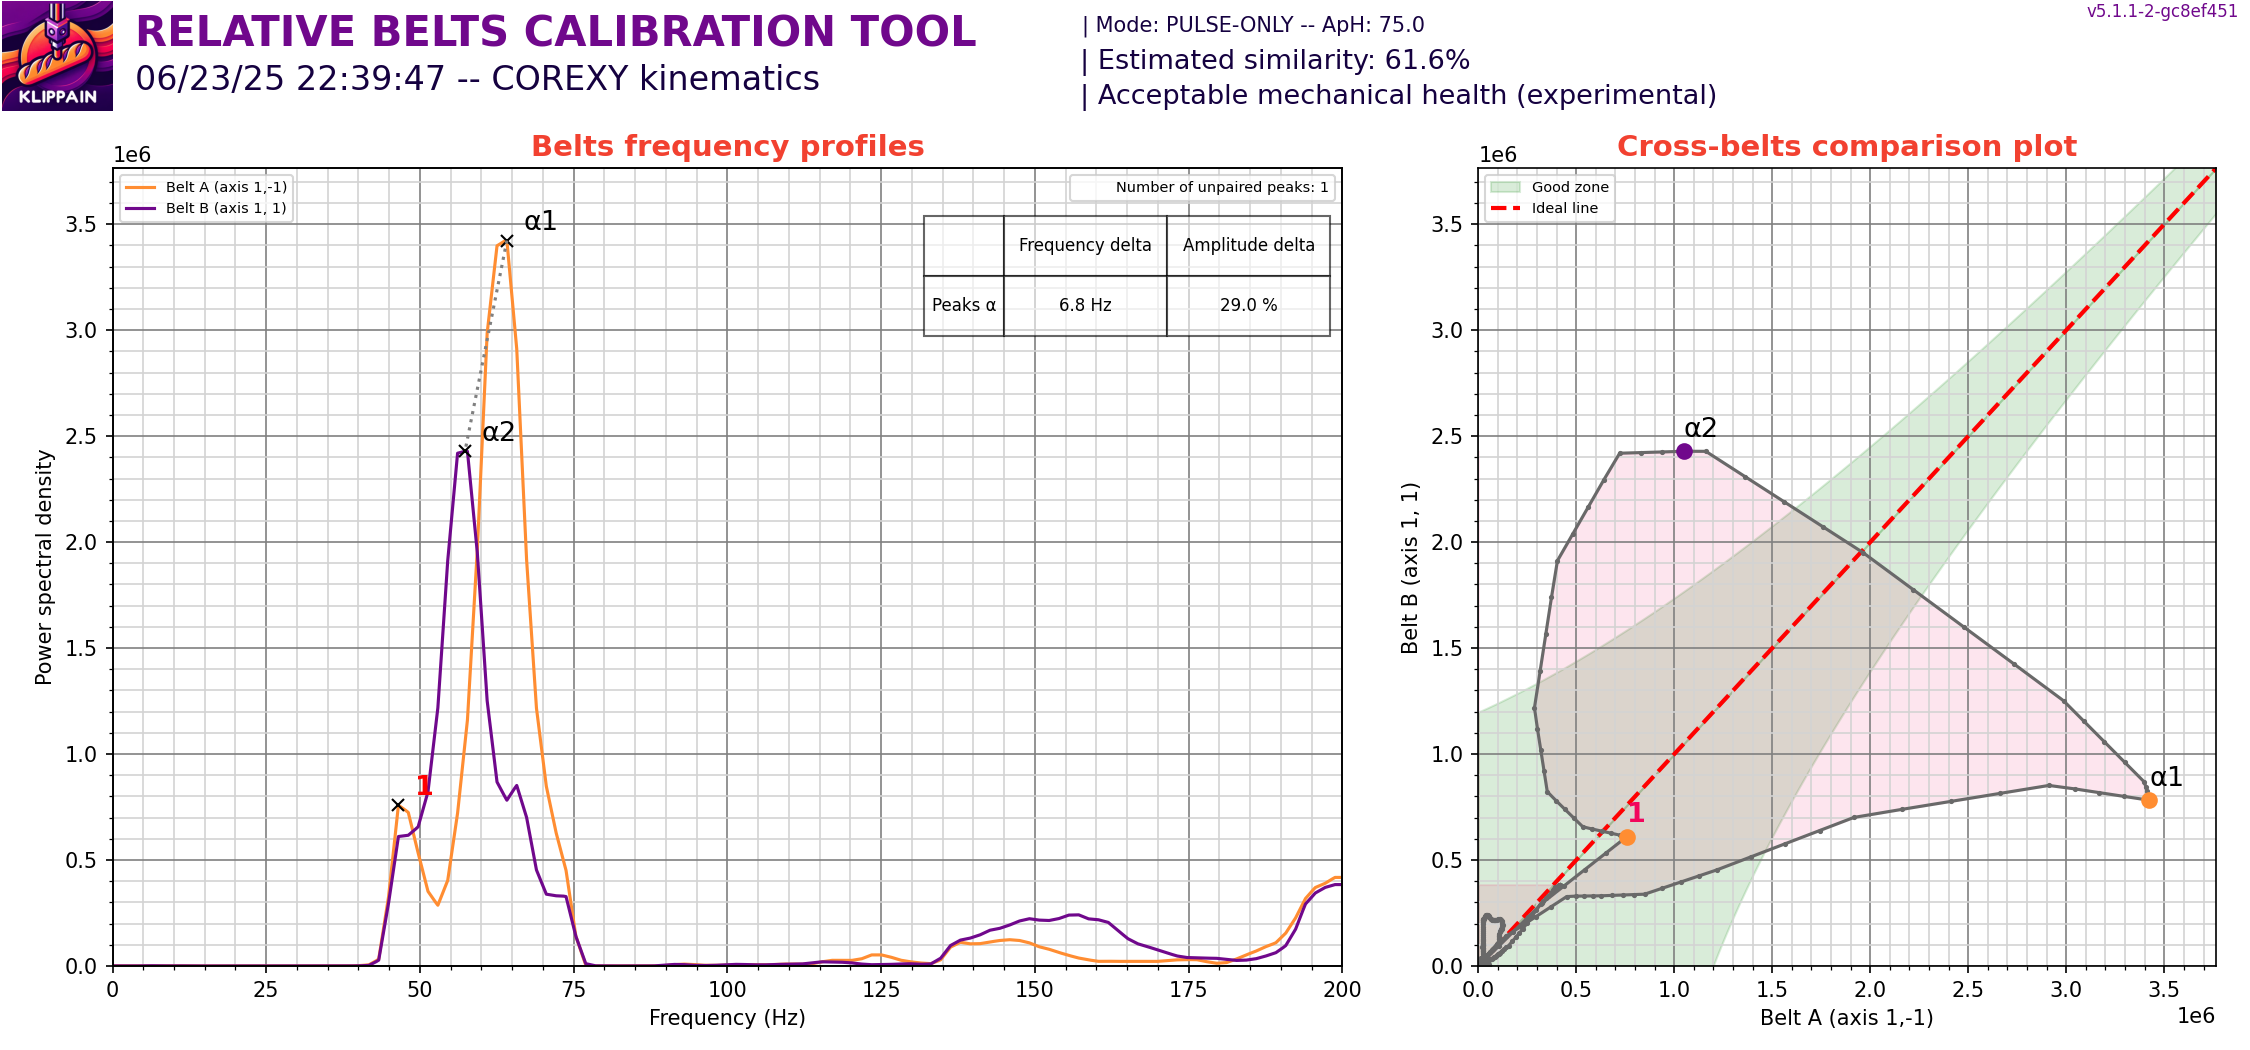 KLIPPAIN
RELATIVE BELTS CALIBRATION TOOL
06/23/25 22:39:47 -- COREXY kinematics
| Mode: PULSE-ONLY -- ApH: 75.0
| Estimated similarity: 61.6%
| Acceptable mechanical health (experimental)
v5.1.1-2-gc8ef451
Belts frequency profiles
1e6
Belt A (axis 1,-1)
Belt B (axis 1, 1)
Number of unpaired peaks: 1
Frequency delta Amplitude delta
Peaks α 6.8 Hz 29.0 %
α1
α2
1
Power spectral density
3.5
3.0
2.5
2.0
1.5
1.0
0.5
0.0
0 25 50 75 100 125 150 175 200
Frequency (Hz)
Cross-belts comparison plot
1e6
Good zone
Ideal line
α2
α1
1
Belt B (axis 1, 1)
3.5
3.0
2.5
2.0
1.5
1.0
0.5
0.0
0.0 0.5 1.0 1.5 2.0 2.5 3.0 3.5
Belt A (axis 1,-1)
1e6